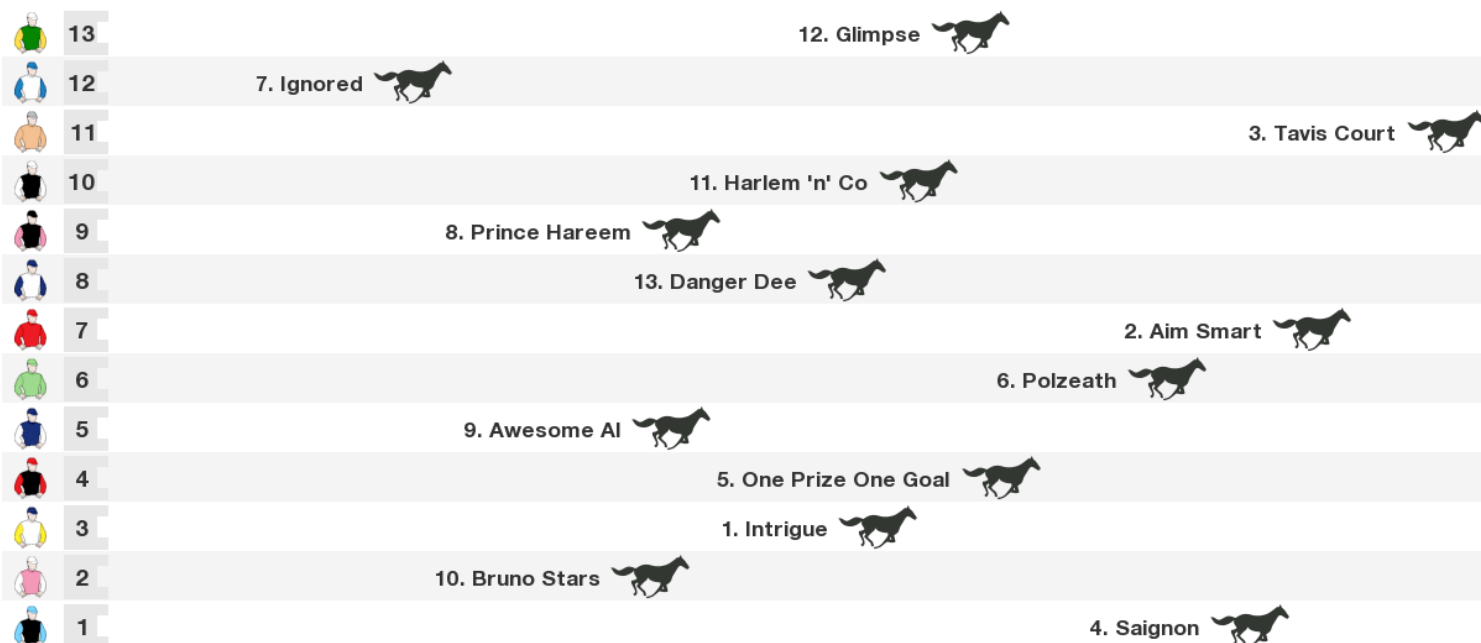 13 12. Glimpse
12 7. Ignored
11 3. Tavis Court
10 11. Harlem 'n' Co
9 8. Prince Hareem
8 13. Danger Dee
7 2. Aim Smart
6 6. Polzeath
5 9. Awesome Al
4 5. One Prize One Goal
3 1. Intrigue
2 10. Bruno Stars
1 4. Saignon